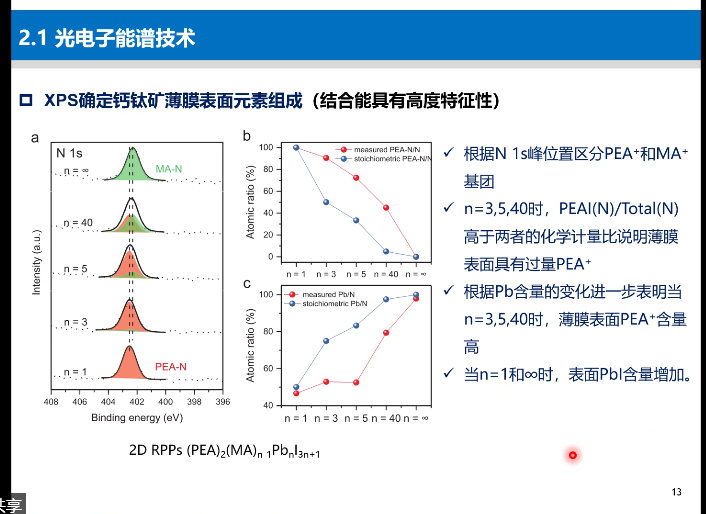 2.1 光电子能谱技术
XPS确定钙钛矿薄膜表面元素组成（结合能具有高度特征性）
a
N 1s
n = ∞
MA-N
n = 40
n = 5
n = 3
n = 1
PEA-N
Intensity (a.u.)
408 406 404 402 400 398 396
Binding energy (eV)
b
measured PEA-N/N
stoichiometric PEA-N/N
Atomic ratio (%)
100
80
60
40
20
0
n = 1 n = 3 n = 5 n = 40 n = ∞
c
measured Pb/N
stoichiometric Pb/N
Atomic ratio (%)
100
80
60
40
n = 1 n = 3 n = 5 n = 40 n = ∞
2D RPPs (PEA)₂(MA)ₙ ₁PbₙI₃ₙ₊₁
✓ 根据N 1s峰位置区分PEA⁺和MA⁺
基团
✓ n=3,5,40时，PEAI(N)/Total(N)
高于两者的化学计量比说明薄膜
表面具有过量PEA⁺
✓ 根据Pb含量的变化进一步表明当
n=3,5,40时，薄膜表面PEA⁺含量
高
✓ 当n=1和∞时，表面PbI含量增加。
13
共享